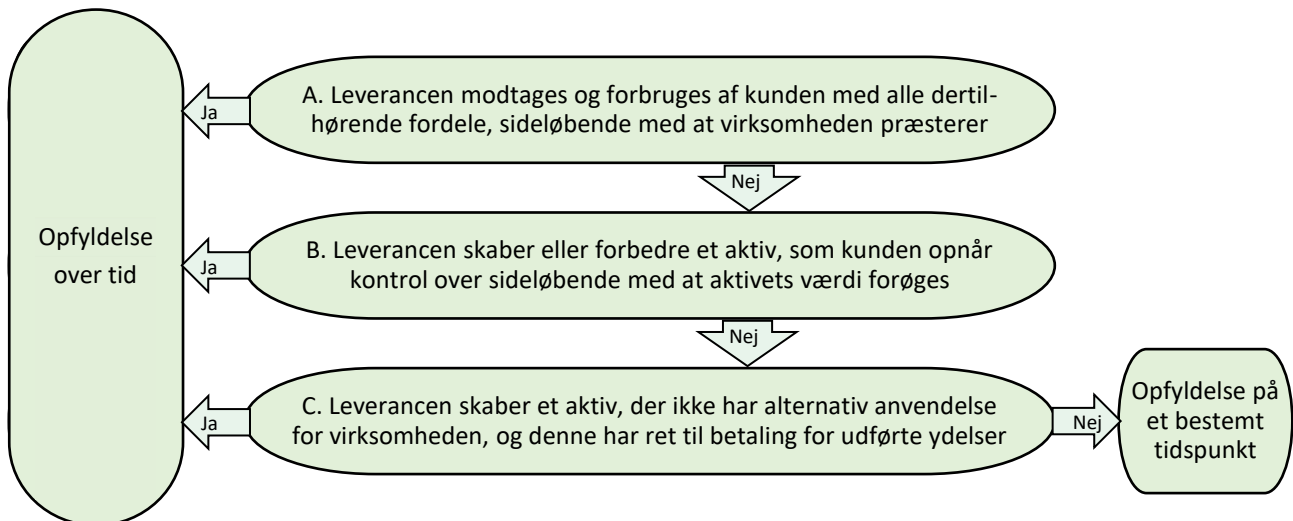 A. Leverancen modtages og forbruges af kunden med alle dertil-
hørende fordele, sideløbende med at virksomheden præsterer
Ja
Nej
Opfyldelse
over tid
B. Leverancen skaber eller forbedre et aktiv, som kunden opnår
kontrol over sideløbende med at aktivets værdi forøges
Ja
Nej
C. Leverancen skaber et aktiv, der ikke har alternativ anvendelse
for virksomheden, og denne har ret til betaling for udførte ydelser
Ja
Nej
Opfyldelse på
et bestemt
tidspunkt